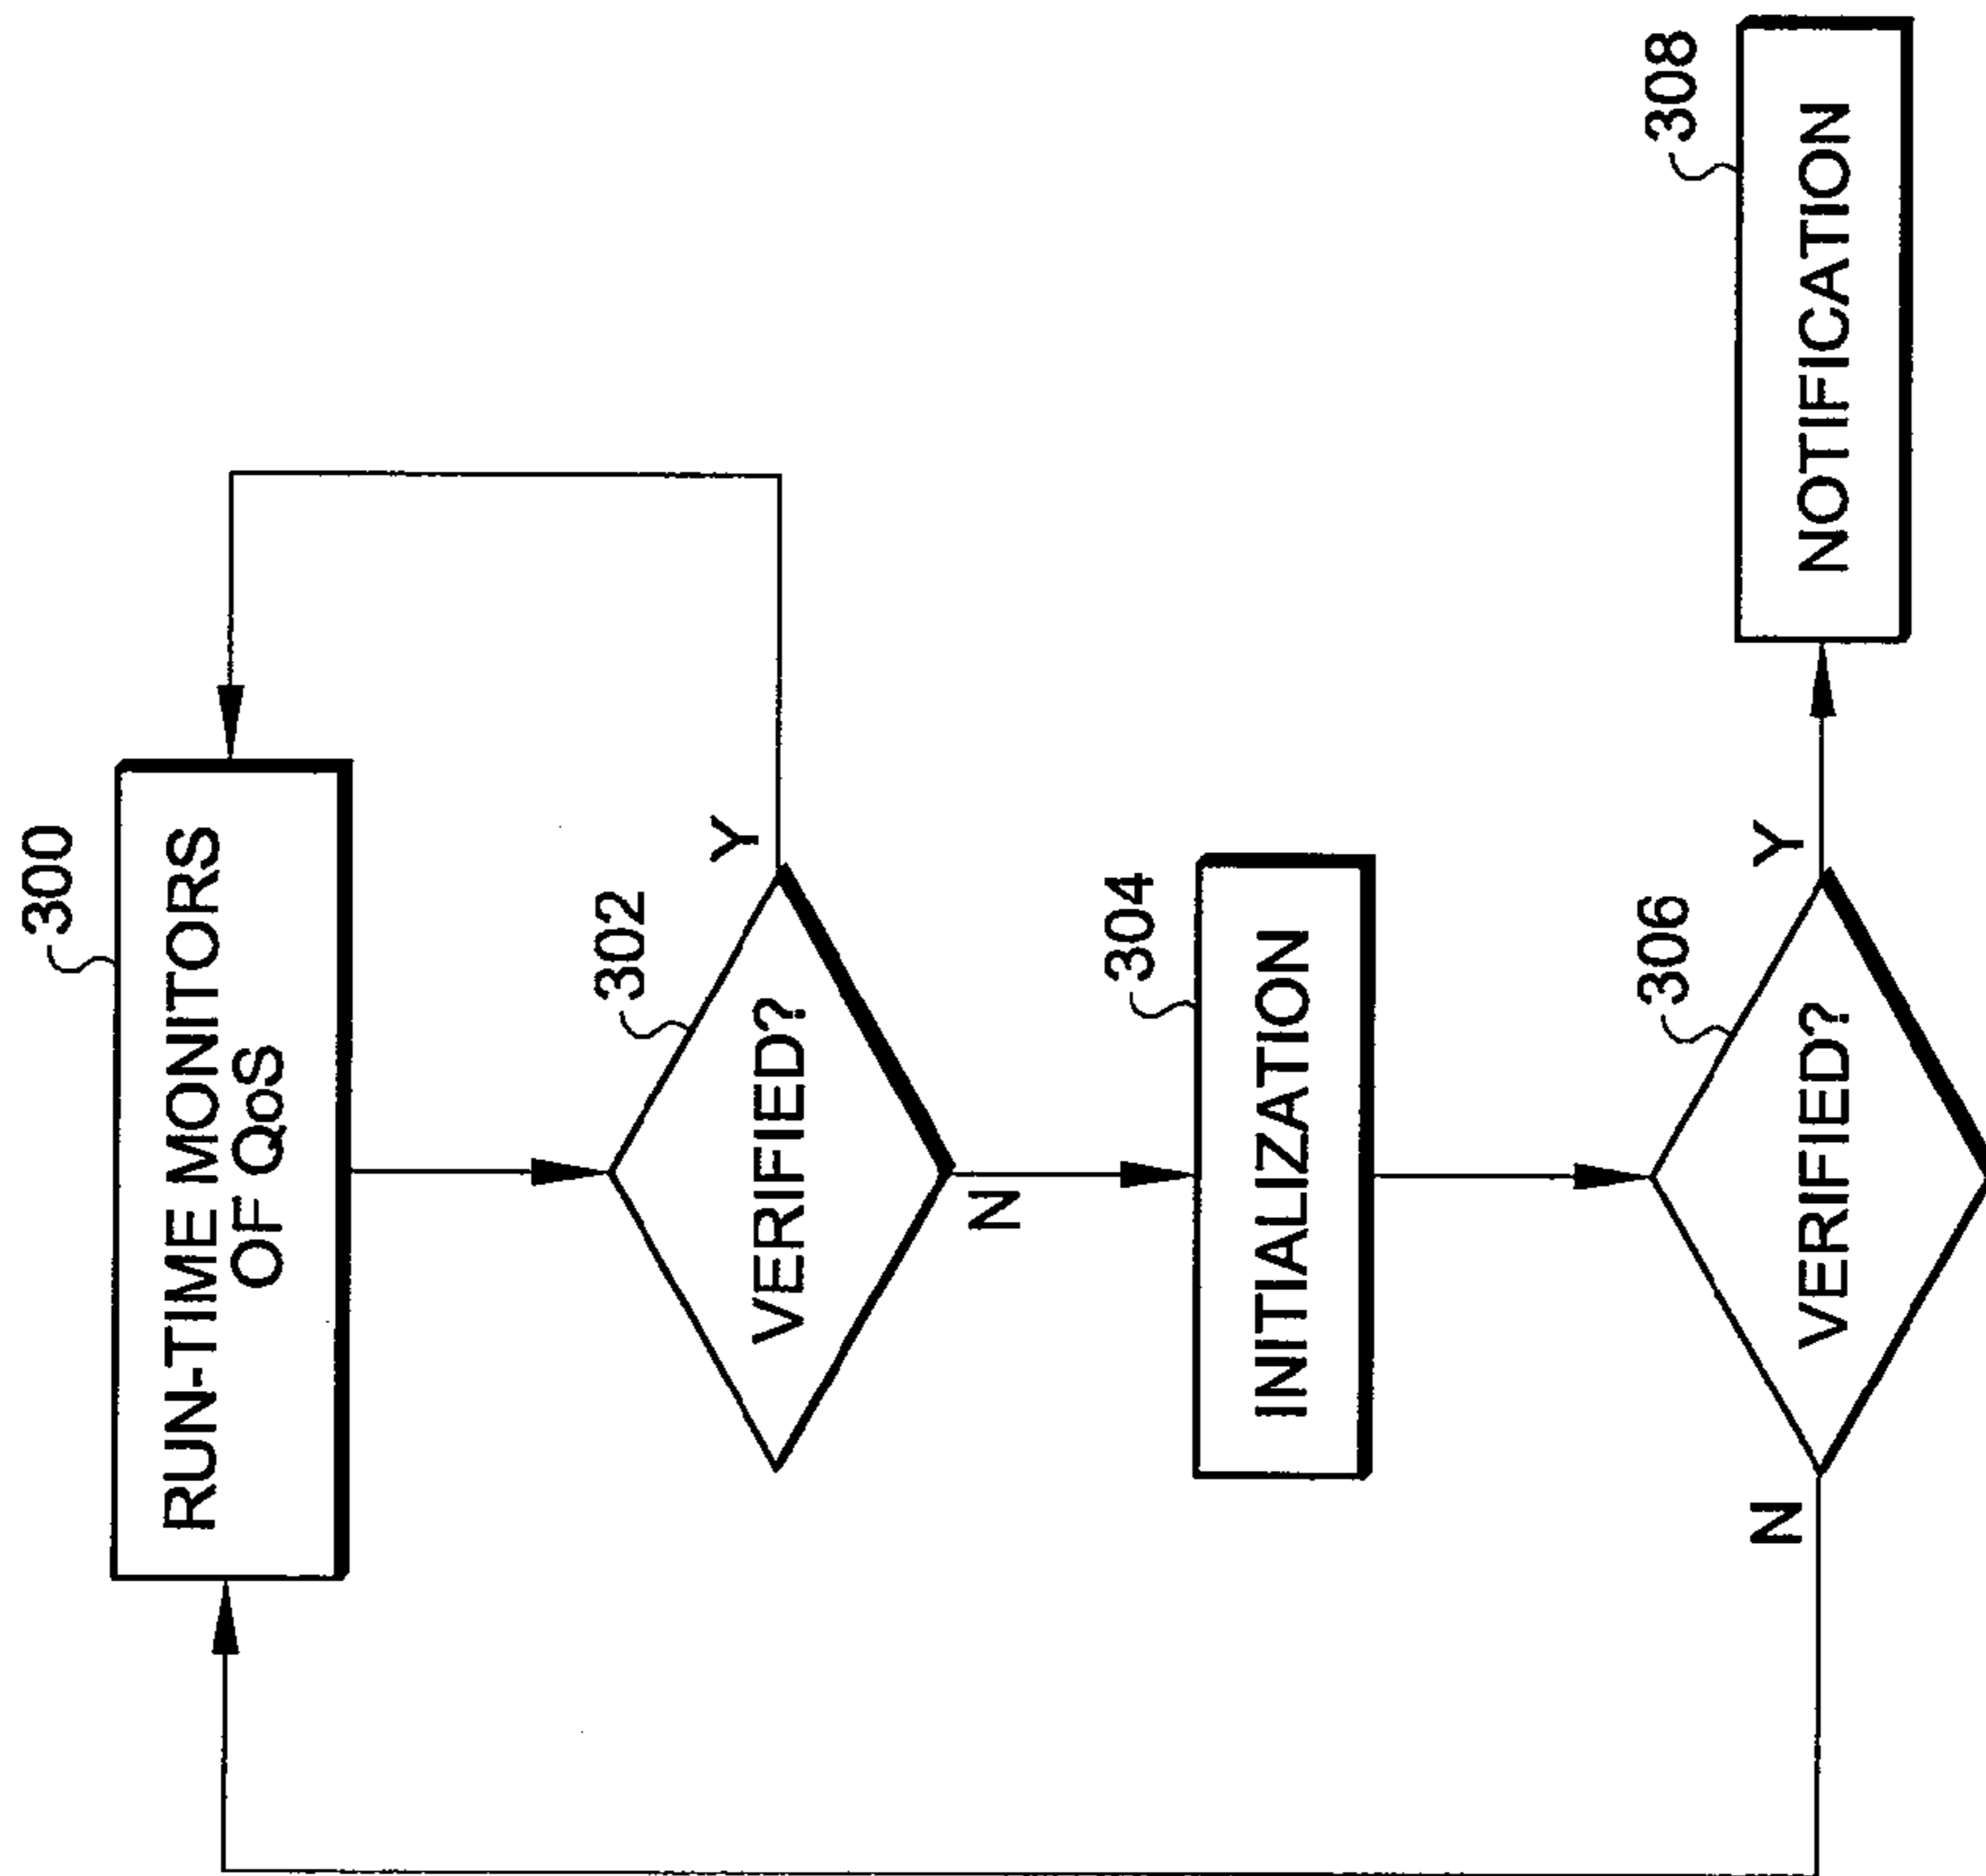 300
RUN-TIME MONITORS
OF QoS
302
VERIFIED?
Y
N
304
INITIALIZATION
306
VERIFIED?
Y
N
308
NOTIFICATION